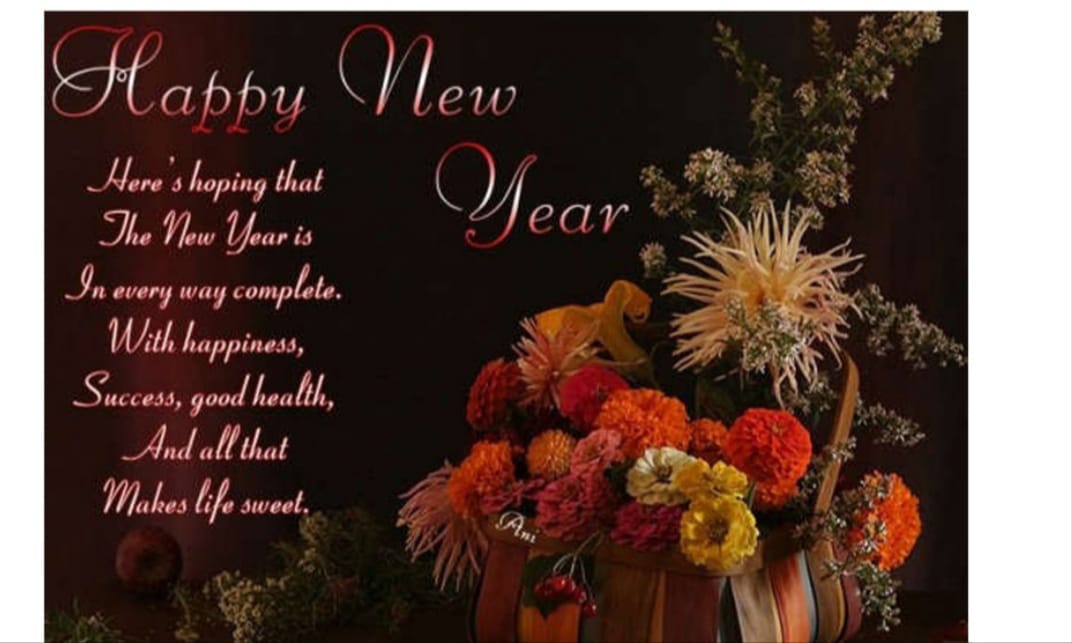 Happy New
Year
Here's hoping that
The New Year is
In every way complete.
With happiness,
Success, good health,
And all that
Makes life sweet.
Ani